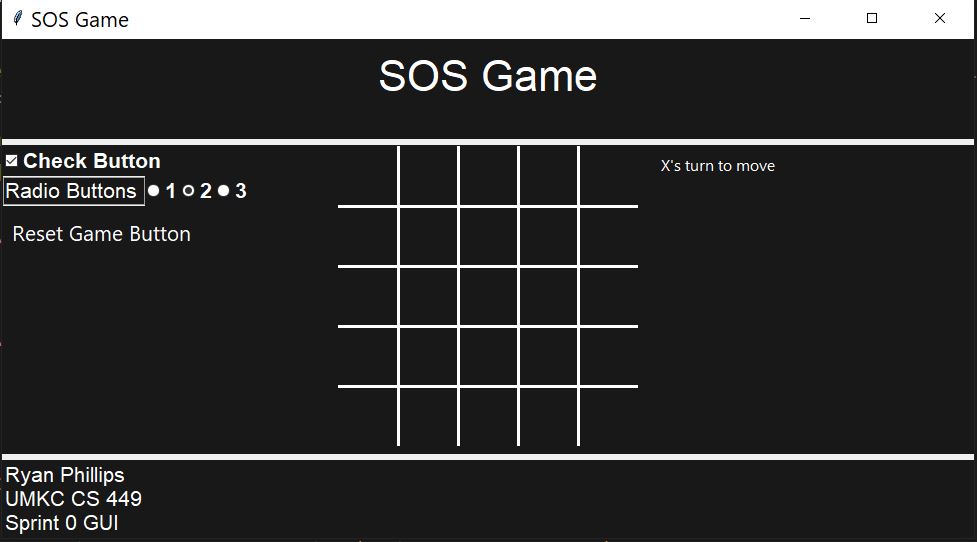 SOS Game
SOS Game
Check Button
Radio Buttons 1 2 3
Reset Game Button
X's turn to move
Ryan Phillips
UMKC CS 449
Sprint 0 GUI